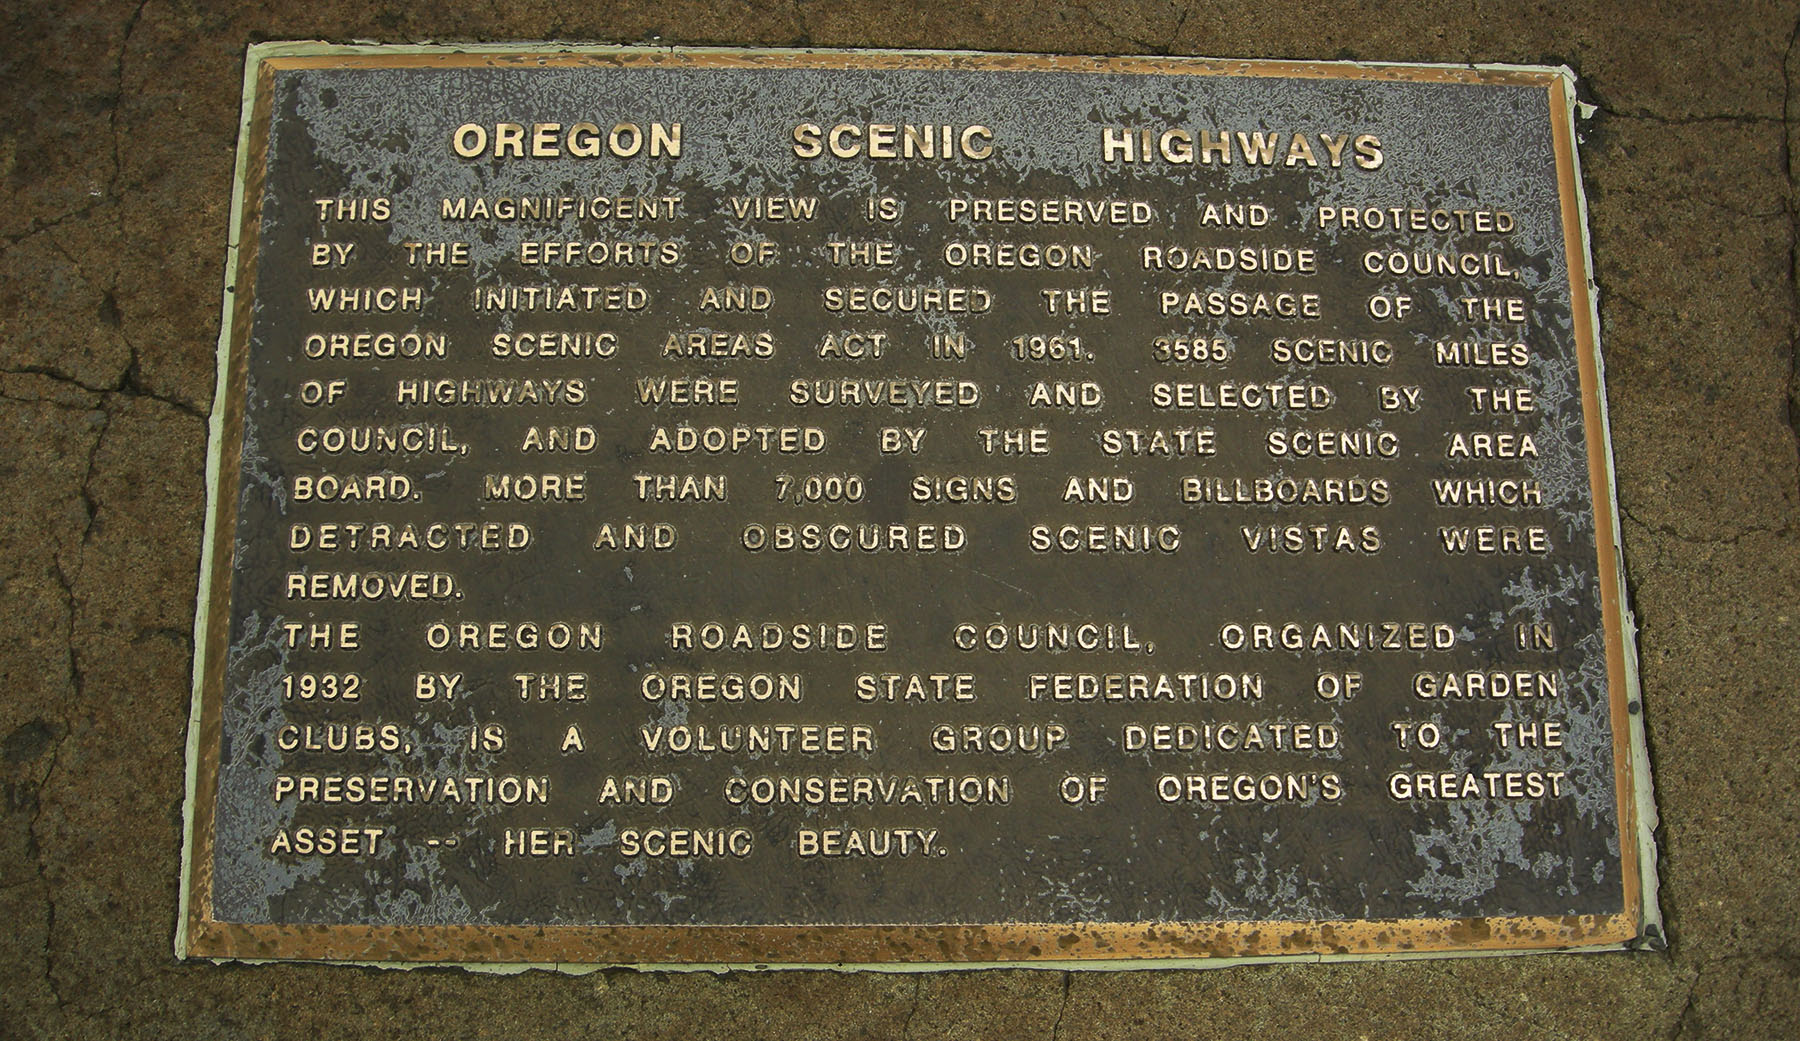 OREGON SCENIC HIGHWAYS
THIS MAGNIFICENT VIEW IS PRESERVED AND PROTECTED
BY THE EFFORTS OF THE OREGON ROADSIDE COUNCIL,
WHICH INITIATED AND SECURED THE PASSAGE OF THE
OREGON SCENIC AREAS ACT IN 1961. 3585 SCENIC MILES
OF HIGHWAYS WERE SURVEYED AND SELECTED BY THE
COUNCIL, AND ADOPTED BY THE STATE SCENIC AREA
BOARD. MORE THAN 7,000 SIGNS AND BILLBOARDS WHICH
DETRACTED AND OBSCURED SCENIC VISTAS WERE
REMOVED.
THE OREGON ROADSIDE COUNCIL, ORGANIZED IN
1932 BY THE OREGON STATE FEDERATION OF GARDEN
CLUBS, IS A VOLUNTEER GROUP DEDICATED TO THE
PRESERVATION AND CONSERVATION OF OREGON'S GREATEST
ASSET -- HER SCENIC BEAUTY.